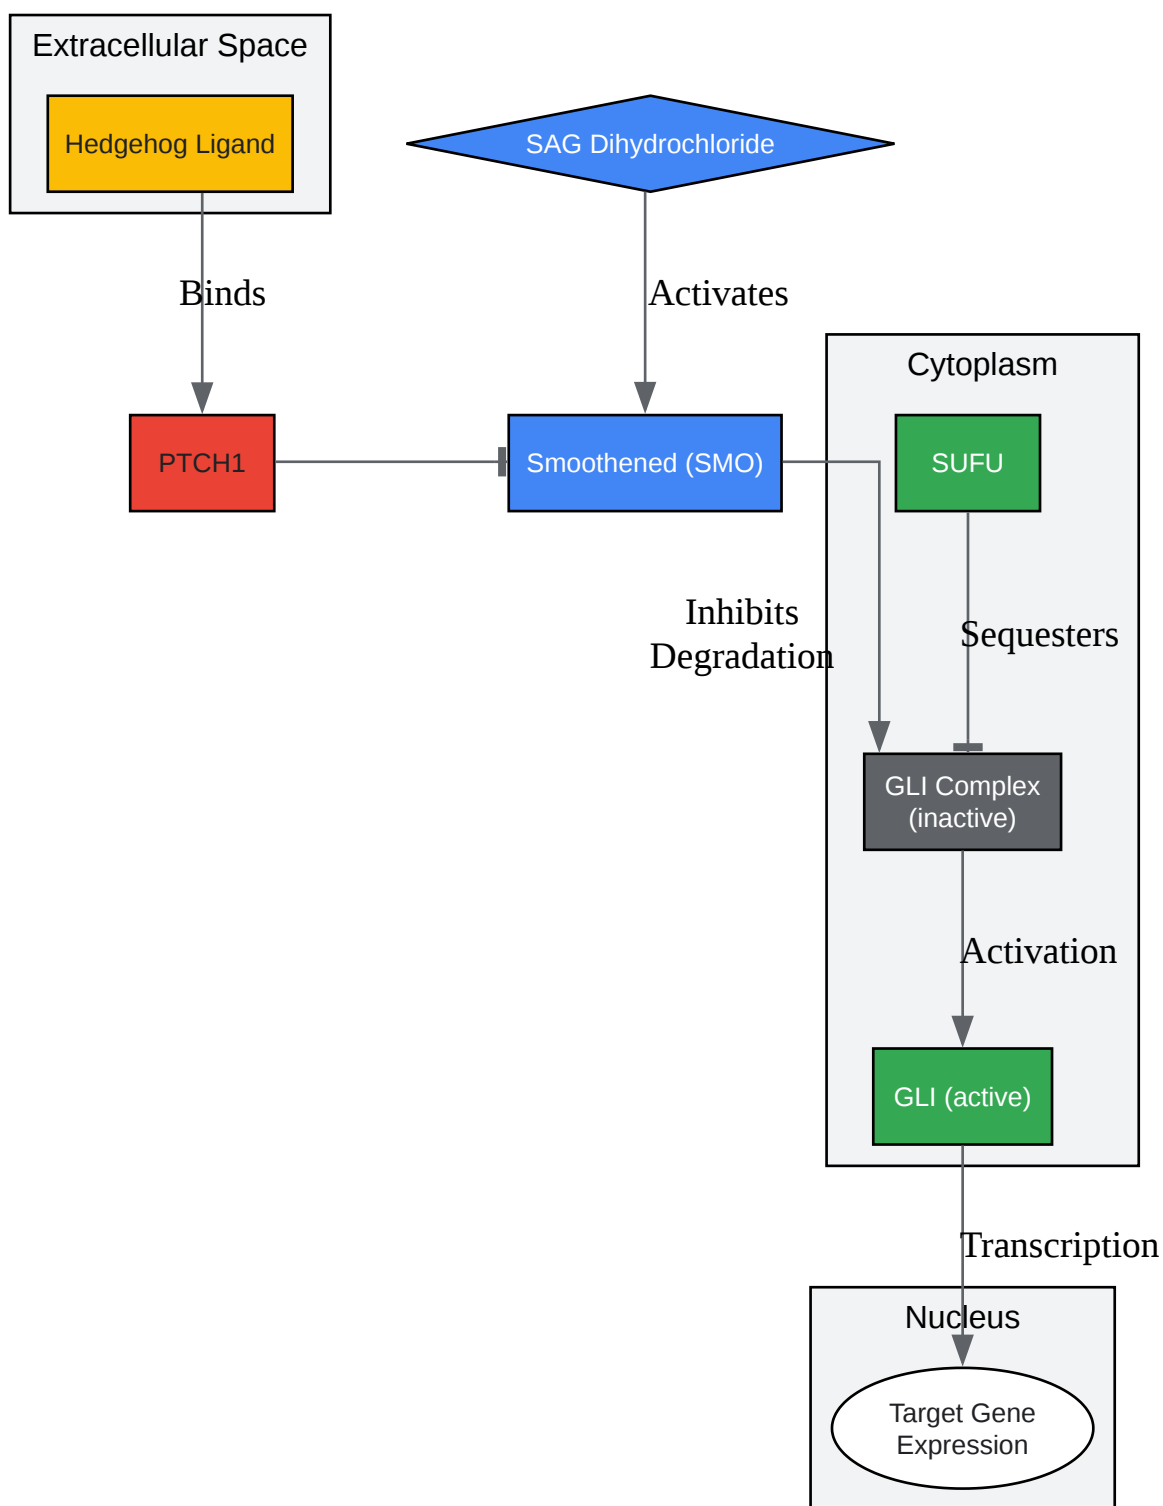 Extracellular Space
Hedgehog Ligand
SAG Dihydrochloride
Binds
Activates
Cytoplasm
PTCH1
Smoothened (SMO)
SUFU
Inhibits
Degradation
Sequesters
GLI Complex
(inactive)
Activation
GLI (active)
Transcription
Nucleus
Target Gene
Expression